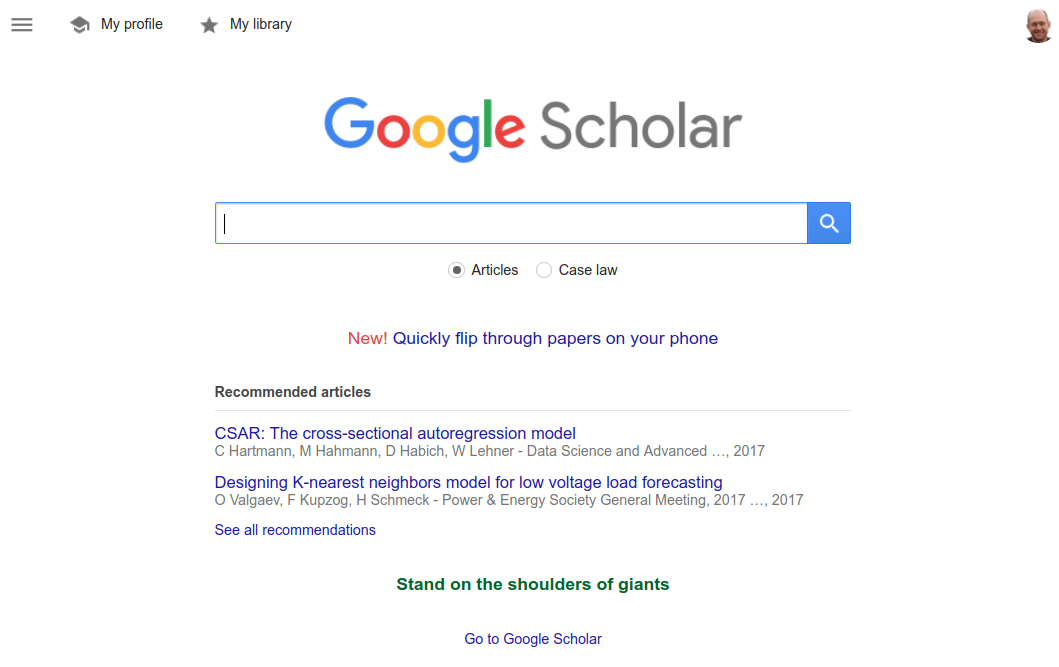 My profile
My library
Google Scholar
Articles
Case law
New! Quickly flip through papers on your phone
Recommended articles
CSAR: The cross-sectional autoregression model
C Hartmann, M Hahmann, D Habich, W Lehner - Data Science and Advanced …, 2017
Designing K-nearest neighbors model for low voltage load forecasting
O Valgaev, F Kupzog, H Schmeck - Power & Energy Society General Meeting, 2017 …, 2017
See all recommendations
Stand on the shoulders of giants
Go to Google Scholar